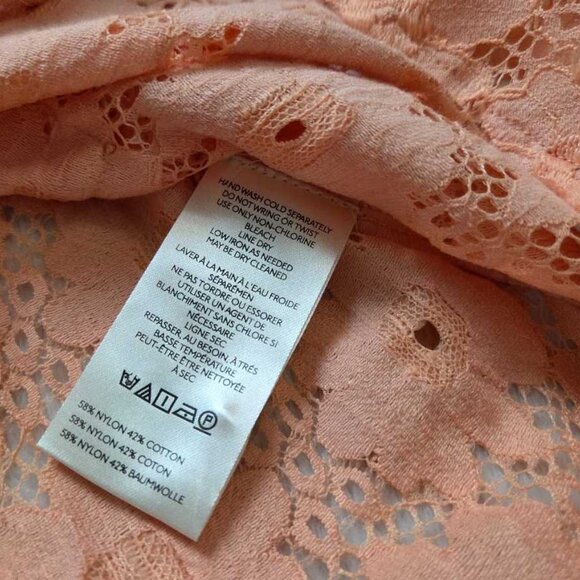 HAND WASH COLD SEPARATELY
DO NOT WRING OR TWIST
USE ONLY NON-CHLORINE
BLEACH
LINE DRY
LOW IRON AS NEEDED
MAY BE DRY CLEANED
LAVER À LA MAIN À L'EAU FROIDE
SÉPARÉMEN
NE PAS TORDRE OU ESSORER
UTILISER UN AGENT DE
BLANCHIMENT SANS CHLORE SI
NÉCESSAIRE
LIGNE SEC
REPASSER, AU BESOIN, À TRÈS
BASSE TEMPÉRATURE
PEUT-ÊTRE ÊTRE NETTOYÉE
À SEC
P
58% NYLON 42% COTTON
58% NYLON 42% COTON
58% NYLON 42% BAUMWOLLE